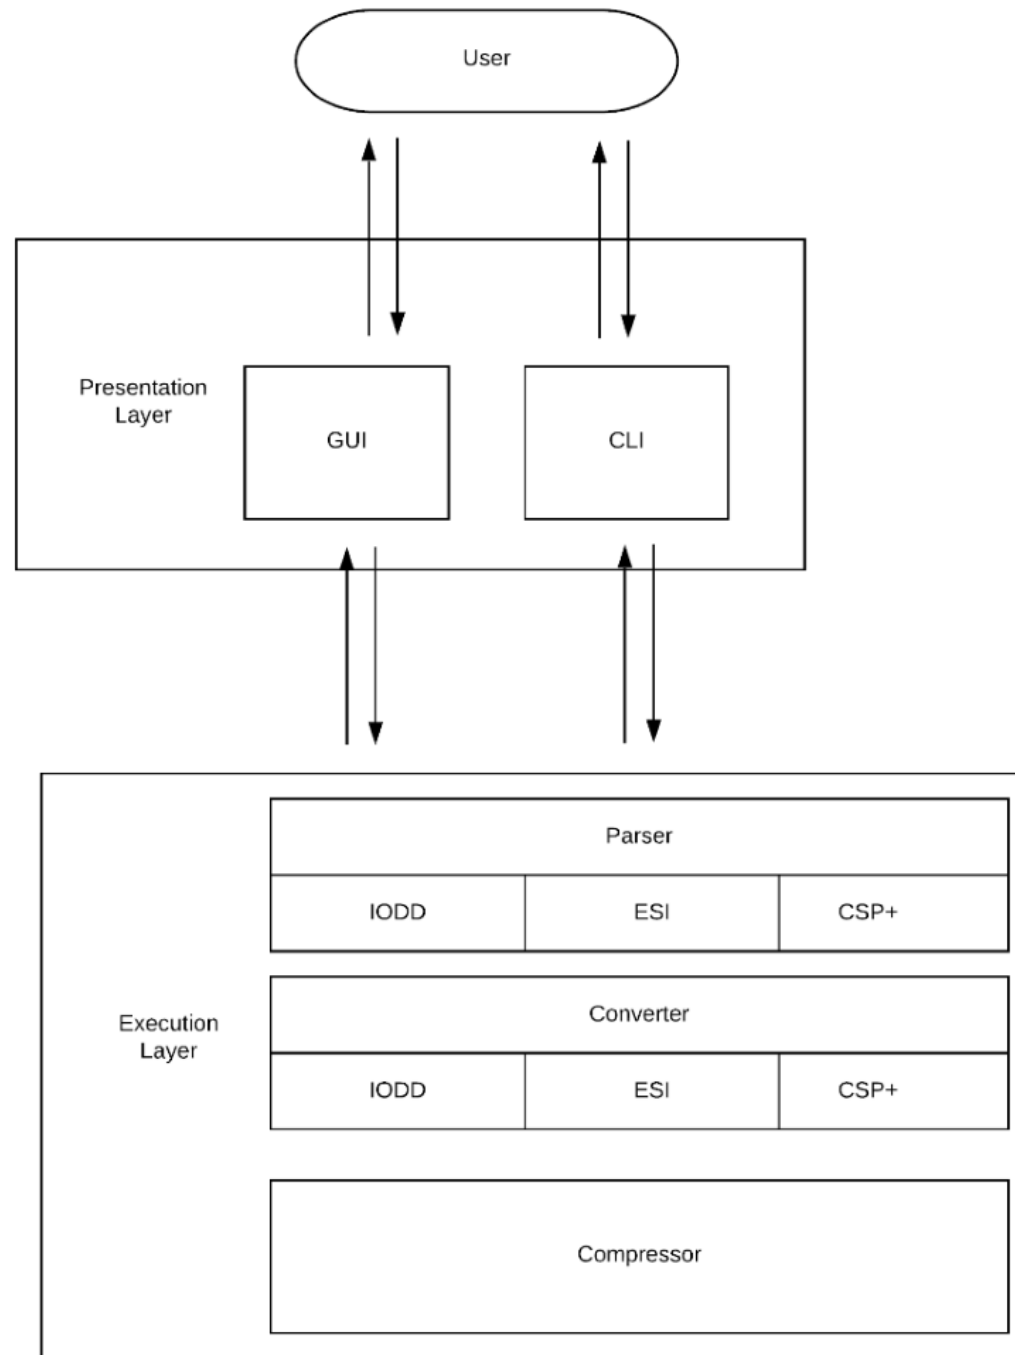 User
Presentation
Layer
GUI
CLI
Parser
IODD
ESI
CSP+
Execution
Layer
Converter
IODD
ESI
CSP+
Compressor